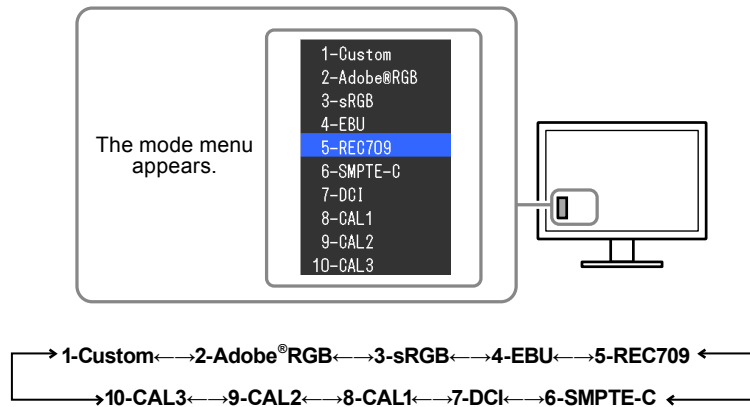 The mode menu
appears.
1-Custom
2-Adobe®RGB
3-sRGB
4-EBU
5-REC709
6-SMPTE-C
7-DCI
8-CAL1
9-CAL2
10-CAL3
1-Custom←→2-Adobe®RGB←→3-sRGB←→4-EBU←→5-REC709
10-CAL3←→9-CAL2←→8-CAL1←→7-DCI←→6-SMPTE-C